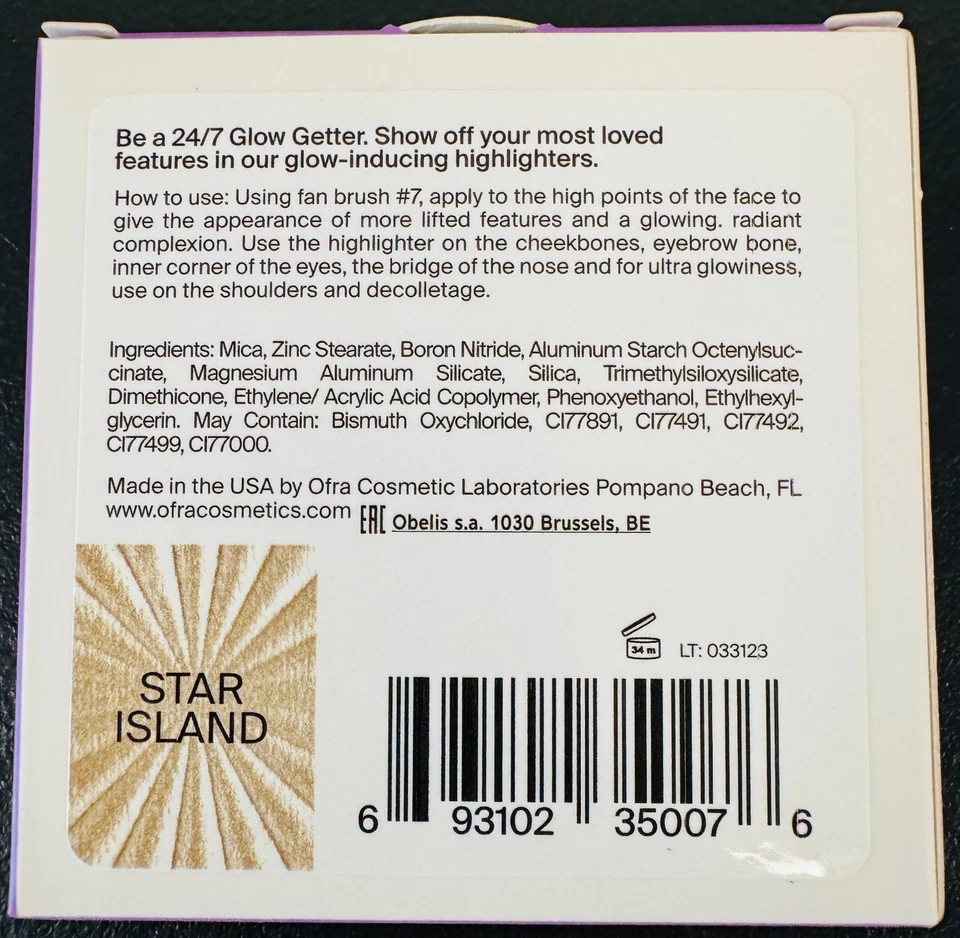 Be a 24/7 Glow Getter. Show off your most loved
features in our glow-inducing highlighters.
How to use: Using fan brush #7, apply to the high points of the face to
give the appearance of more lifted features and a glowing. radiant
complexion. Use the highlighter on the cheekbones, eyebrow bone,
inner corner of the eyes, the bridge of the nose and for ultra glowiness,
use on the shoulders and decolletage.
Ingredients: Mica, Zinc Stearate, Boron Nitride, Aluminum Starch Octenylsuc-
cinate, Magnesium Aluminum Silicate, Silica, Trimethylsiloxysilicate,
Dimethicone, Ethylene/ Acrylic Acid Copolymer, Phenoxyethanol, Ethylhexyl-
glycerin. May Contain: Bismuth Oxychloride, CI77891, CI77491, CI77492,
CI77499, CI77000.
Made in the USA by Ofra Cosmetic Laboratories Pompano Beach, FL
www.ofracosmetics.com EAC Obelis s.a. 1030 Brussels, BE
34 m LT: 033123
STAR
ISLAND
6 93102 35007 6